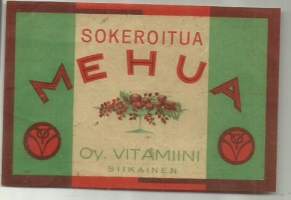 SOKEROITUA
MEHUA
Oy. VITAMIINI
SIIKAINEN